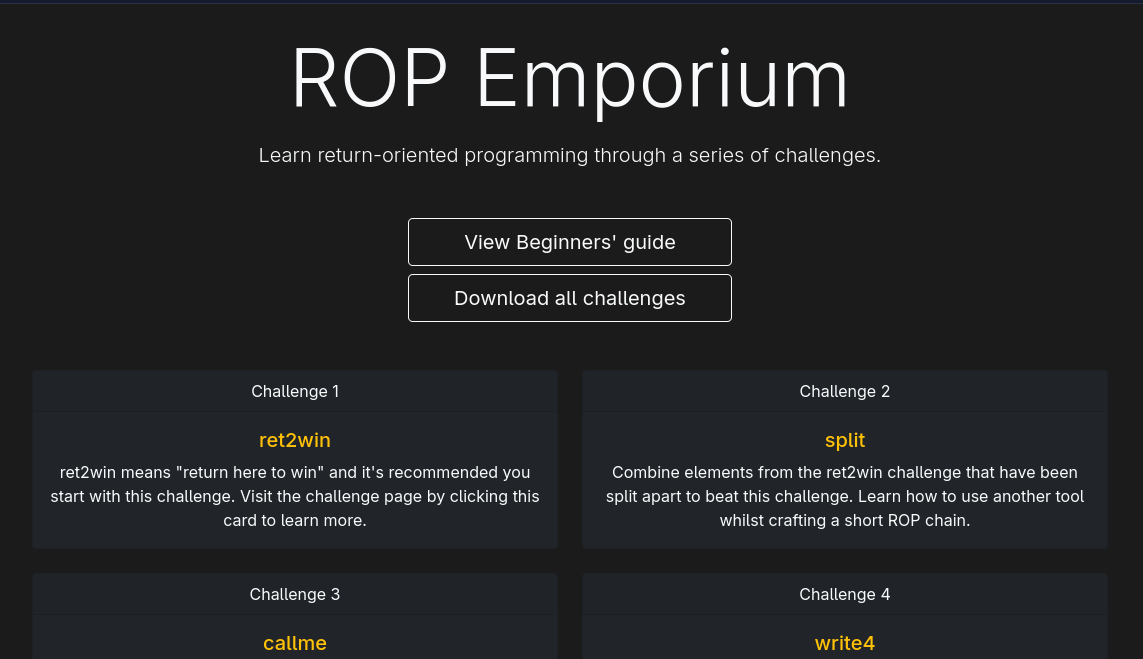 ROP Emporium
Learn return-oriented programming through a series of challenges.
View Beginners' guide
Download all challenges
Challenge 1
ret2win
ret2win means "return here to win" and it's recommended you
start with this challenge. Visit the challenge page by clicking this
card to learn more.
Challenge 2
split
Combine elements from the ret2win challenge that have been
split apart to beat this challenge. Learn how to use another tool
whilst crafting a short ROP chain.
Challenge 3
callme
Challenge 4
write4